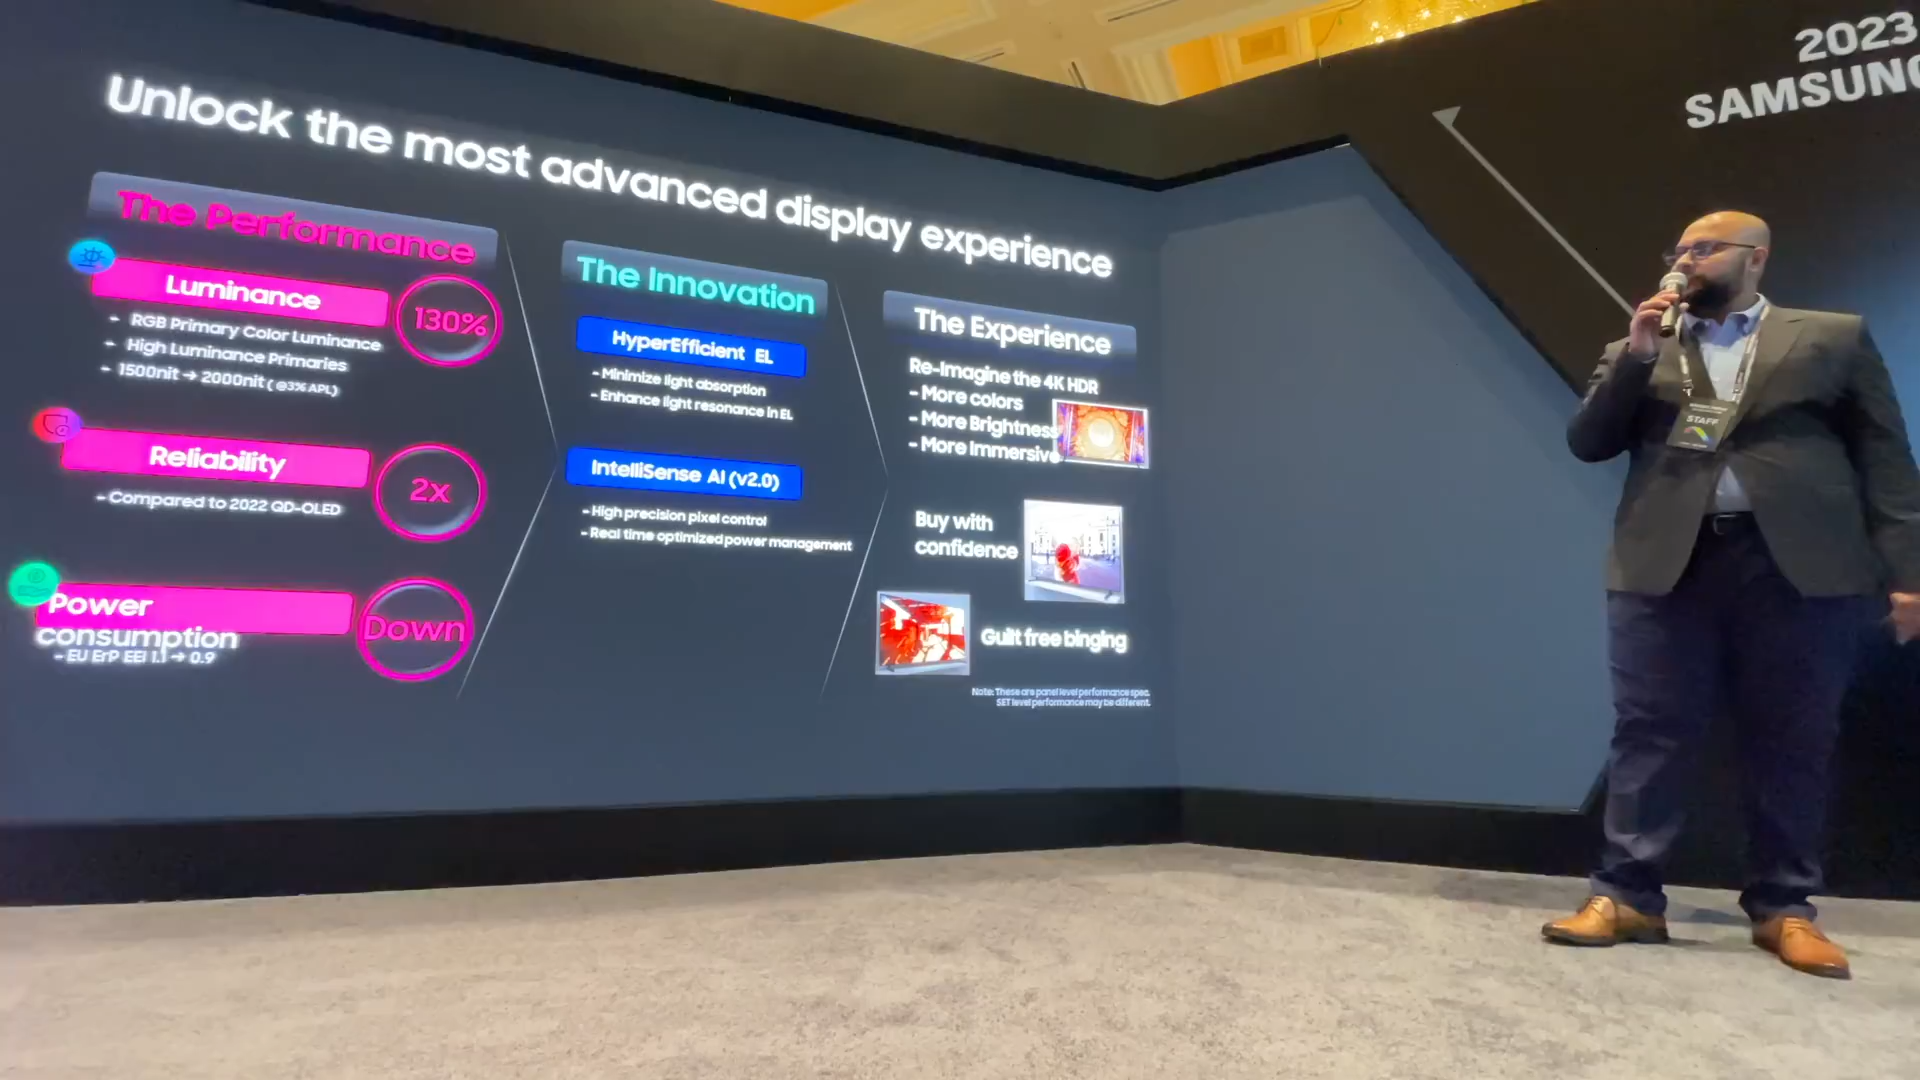 Unlock the most advanced display experience
The Performance
Luminance
130%
- RGB Primary Color Luminance
- High Luminance Primaries
- 1500nit → 2000nit ( @3% APL)
Reliability
2x
- Compared to 2022 QD-OLED
Power
consumption
Down
- EU ErP EEI 1.1 → 0.9
The Innovation
HyperEfficient EL
- Minimize light absorption
- Enhance light resonance in EL
IntelliSense AI (v2.0)
- High precision pixel control
- Real time optimized power management
The Experience
Re-Imagine the 4K HDR
- More colors
- More Brightness
- More Immersive
Buy with
confidence
Guilt free binging
Note: These are panel level performance spec.
SET level performance may be different.
2023
SAMSUNG
STAFF